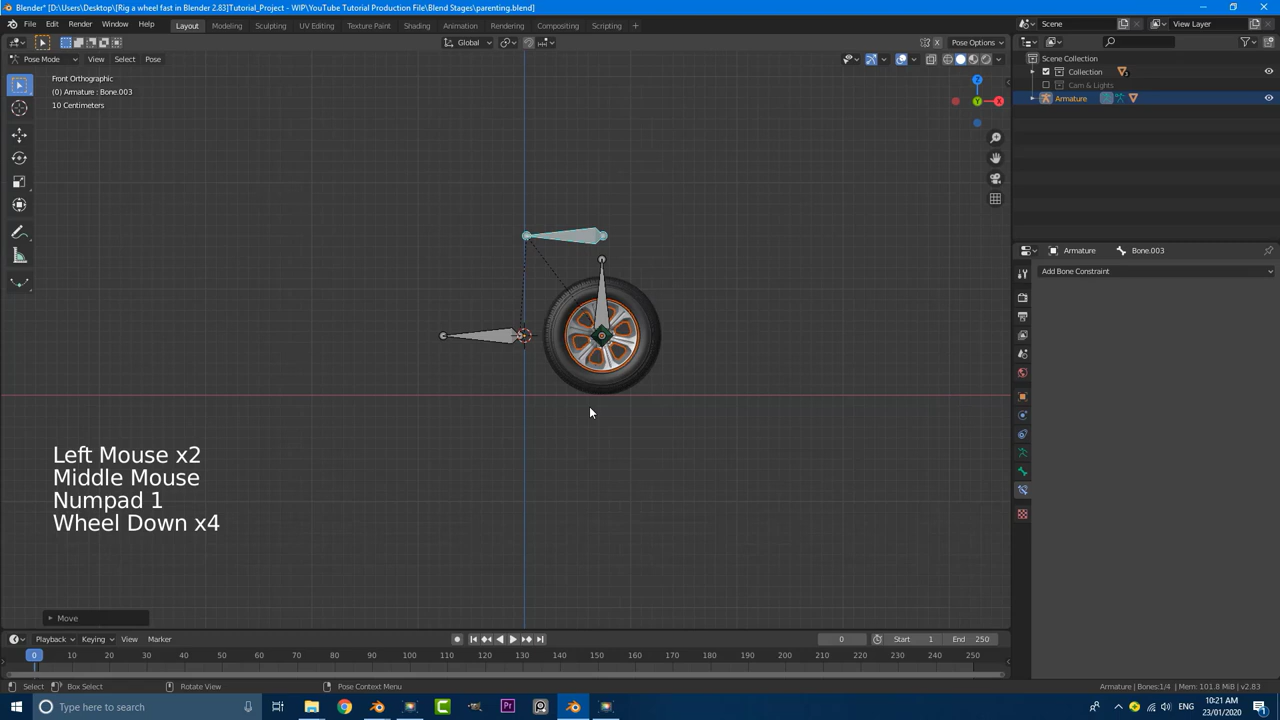 Blender* [D:\Users\Desktop\[Rig a wheel fast in Blender 2.83]Tutorial_Project - WIP\YouTube Tutorial Production File\Blend Stages\parenting.blend]
File Edit Render Window Help Layout Modeling Sculpting UV Editing Texture Paint Shading Animation Rendering Compositing Scripting + Scene View Layer
Global Pose Options
Pose Mode View Select Pose
Front Orthographic
(0) Armature : Bone.003
10 Centimeters
Z
X
Y
Scene Collection
Collection 3
Cam & Lights
Armature
Armature Bone.003
Add Bone Constraint
Left Mouse x2
Middle Mouse
Numpad 1
Wheel Down x4
Move
Playback Keying View Marker 0 Start 1 End 250
0 10 20 30 40 50 60 70 80 90 100 110 120 130 140 150 160 170 180 190 200 210 220 230 240 250
Select Box Select Rotate View Pose Context Menu Armature | Bones:1/4 | Mem: 101.8 MiB | v2.83
Type here to search
Pr
ENG
10:21 AM
23/01/2020